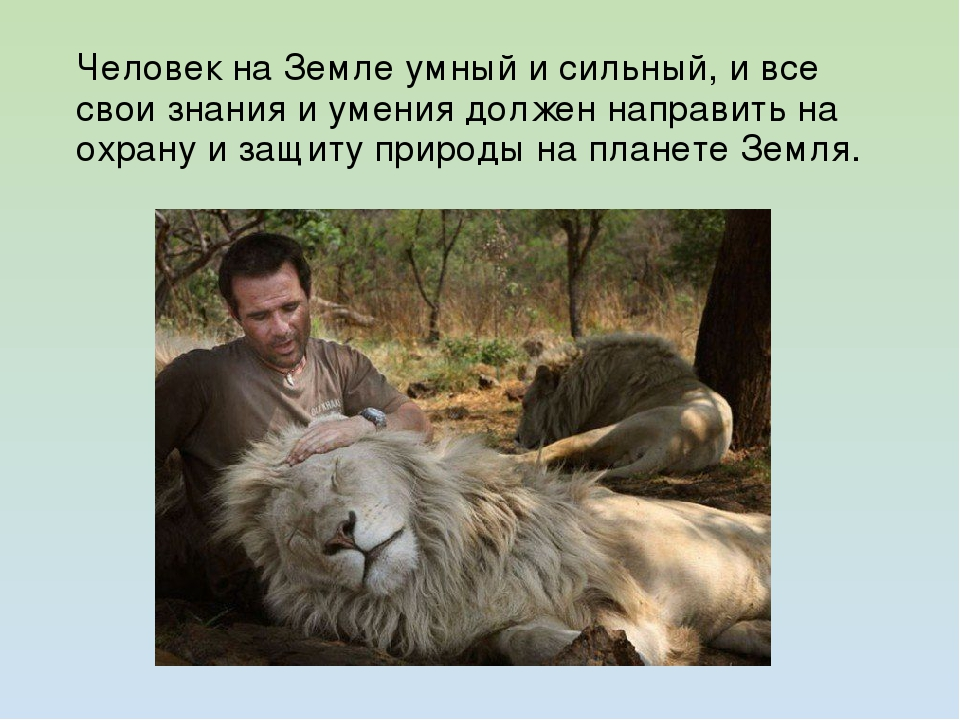 Человек на Земле умный и сильный, и все
свои знания и умения должен направить на
охрану и защиту природы на планете Земля.